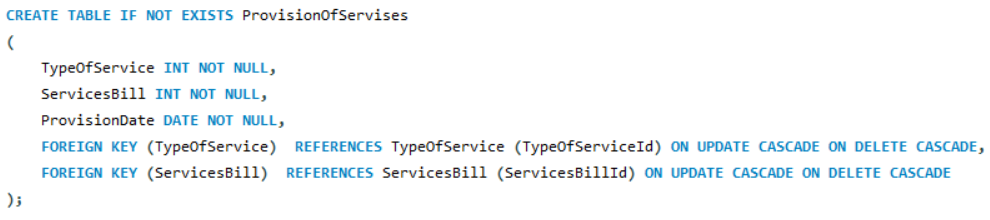 CREATE TABLE IF NOT EXISTS ProvisionOfServises
(
TypeOfService INT NOT NULL,
ServicesBill INT NOT NULL,
ProvisionDate DATE NOT NULL,
FOREIGN KEY (TypeOfService)  REFERENCES TypeOfService (TypeOfServiceId) ON UPDATE CASCADE ON DELETE CASCADE,
FOREIGN KEY (ServicesBill)  REFERENCES ServicesBill (ServicesBillId) ON UPDATE CASCADE ON DELETE CASCADE
);